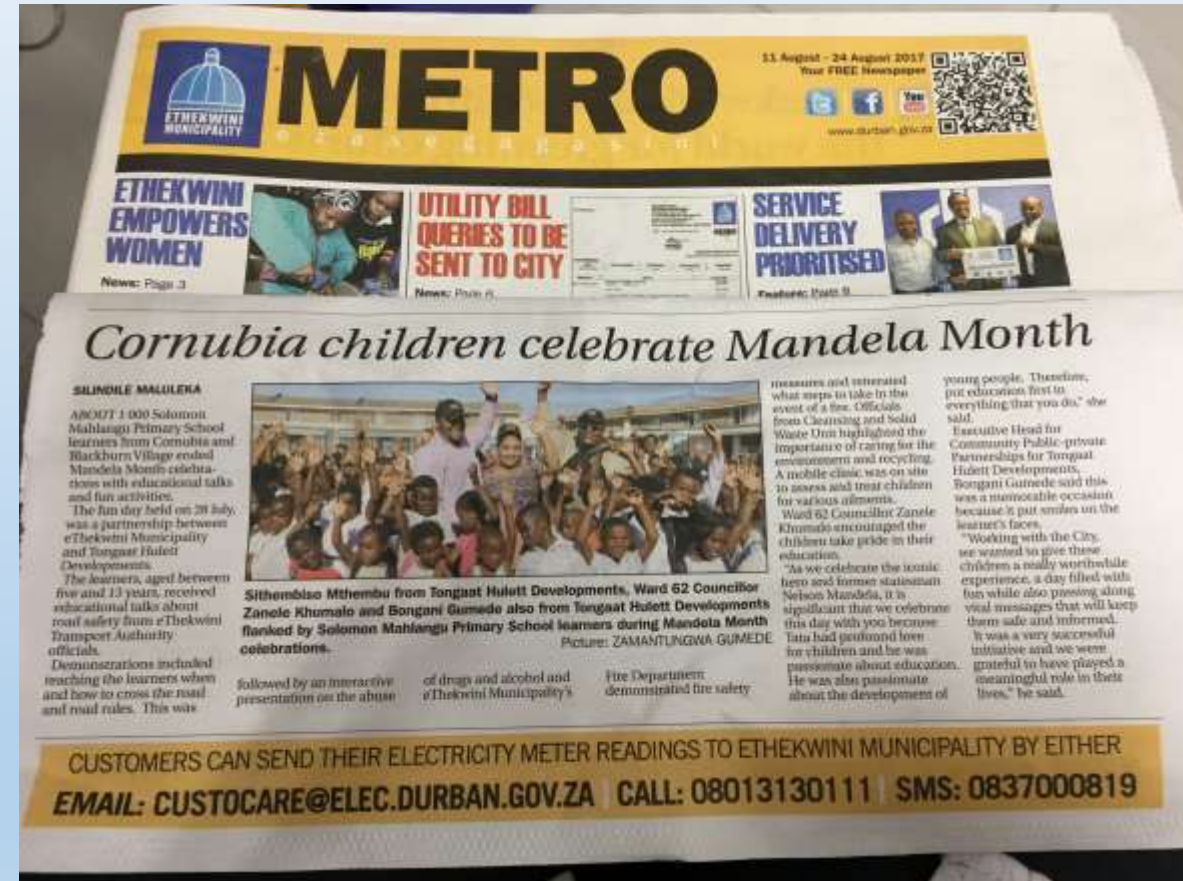 ETHEKWINI
MUNICIPALITY
METRO
ezasegagasini
11 August - 24 August 2017
Your FREE Newspaper
You
www.durban.gov.za
ETHEKWINI
EMPOWERS
WOMEN
News: Page 3
UTILITY BILL
QUERIES TO BE
SENT TO CITY
News: Page 6
SERVICE
DELIVERY
PRIORITISED
Feature: Page 9
Cornubia children celebrate Mandela Month
SILINDILE MALULEKA
ABOUT 1 000 Solomon
Mahlangu Primary School
learners from Cornubia and
Blackburn Village ended
Mandela Month celebra-
tions with educational talks
and fun activities.
The fun day held on 28 July,
was a partnership between
eThekwini Municipality
and Tongaat Hulett
Developments.
The learners, aged between
five and 13 years, received
educational talks about
road safety from eThekwini
Transport Authority
officials.
Demonstrations included
teaching the learners when
and how to cross the road
and road rules. This was
Sithembiso Mthembu from Tongaat Hulett Developments, Ward 62 Councillor
Zanele Khumalo and Bongani Gumede also from Tongaat Hulett Developments
flanked by Solomon Mahlangu Primary School learners during Mandela Month
celebrations.
Picture: ZAMANTUNGWA GUMEDE
followed by an interactive
presentation on the abuse
of drugs and alcohol and
eThekwini Municipality's
Fire Department
demonstrated fire safety
measures and reiterated
what steps to take in the
event of a fire. Officials
from Cleansing and Solid
Waste Unit highlighted the
importance of caring for the
environment and recycling.
A mobile clinic was on site
to assess and treat children
for various ailments.
Ward 62 Councillor Zanele
Khumalo encouraged the
children take pride in their
education.
"As we celebrate the iconic
hero and former statesman
Nelson Mandela, it is
significant that we celebrate
this day with you because
Tata had profound love
for children and he was
passionate about education.
He was also passionate
about the development of
young people. Therefore,
put education first in
everything that you do," she
said.
Executive Head for
Community Public-private
Partnerships for Tongaat
Hulett Developments,
Bongani Gumede said this
was a memorable occasion
because it put smiles on the
learner's faces.
"Working with the City,
we wanted to give these
children a really worthwhile
experience, a day filled with
fun while also passing along
vital messages that will keep
them safe and informed.
It was a very successful
initiative and we were
grateful to have played a
meaningful role in their
lives," he said.
CUSTOMERS CAN SEND THEIR ELECTRICITY METER READINGS TO ETHEKWINI MUNICIPALITY BY EITHER
EMAIL: CUSTOCARE@ELEC.DURBAN.GOV.ZA CALL: 08013130111 SMS: 0837000819